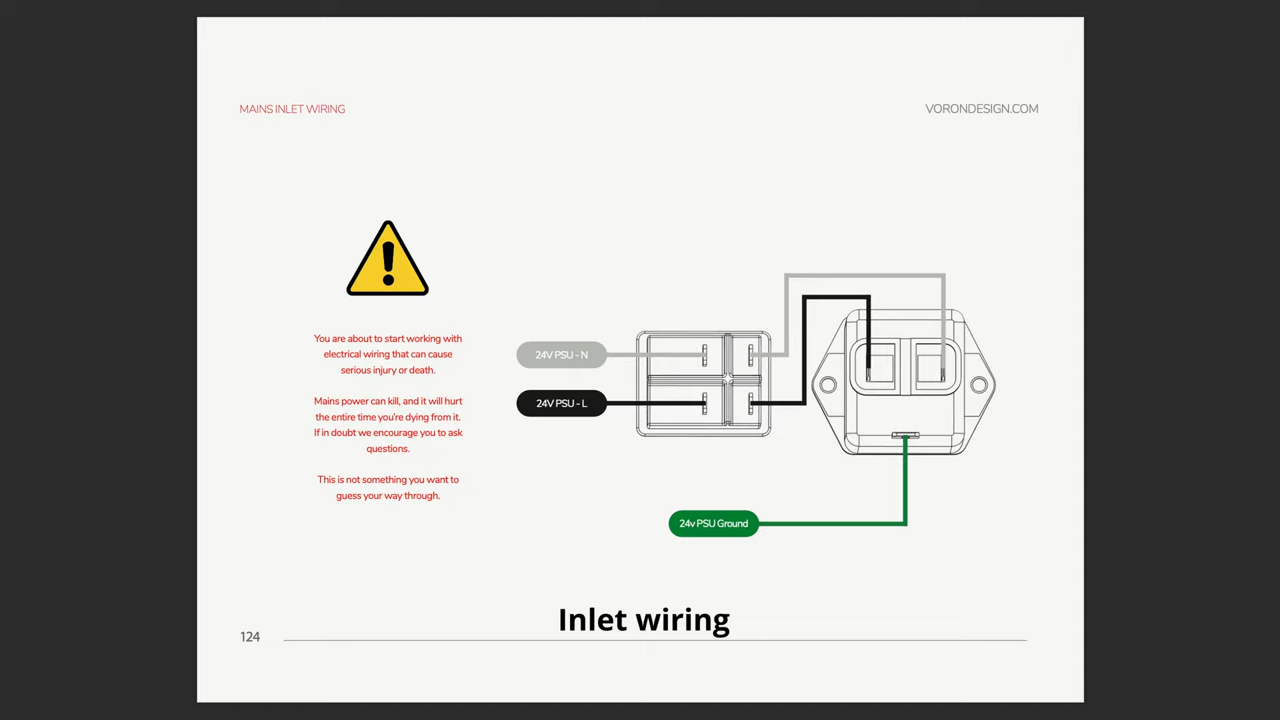 MAINS INLET WIRING
VORONDESIGN.COM
You are about to start working with
electrical wiring that can cause
serious injury or death.
Mains power can kill, and it will hurt
the entire time you're dying from it.
If in doubt we encourage you to ask
questions.
This is not something you want to
guess your way through.
24V PSU - N
24V PSU - L
24v PSU Ground
Inlet wiring
124